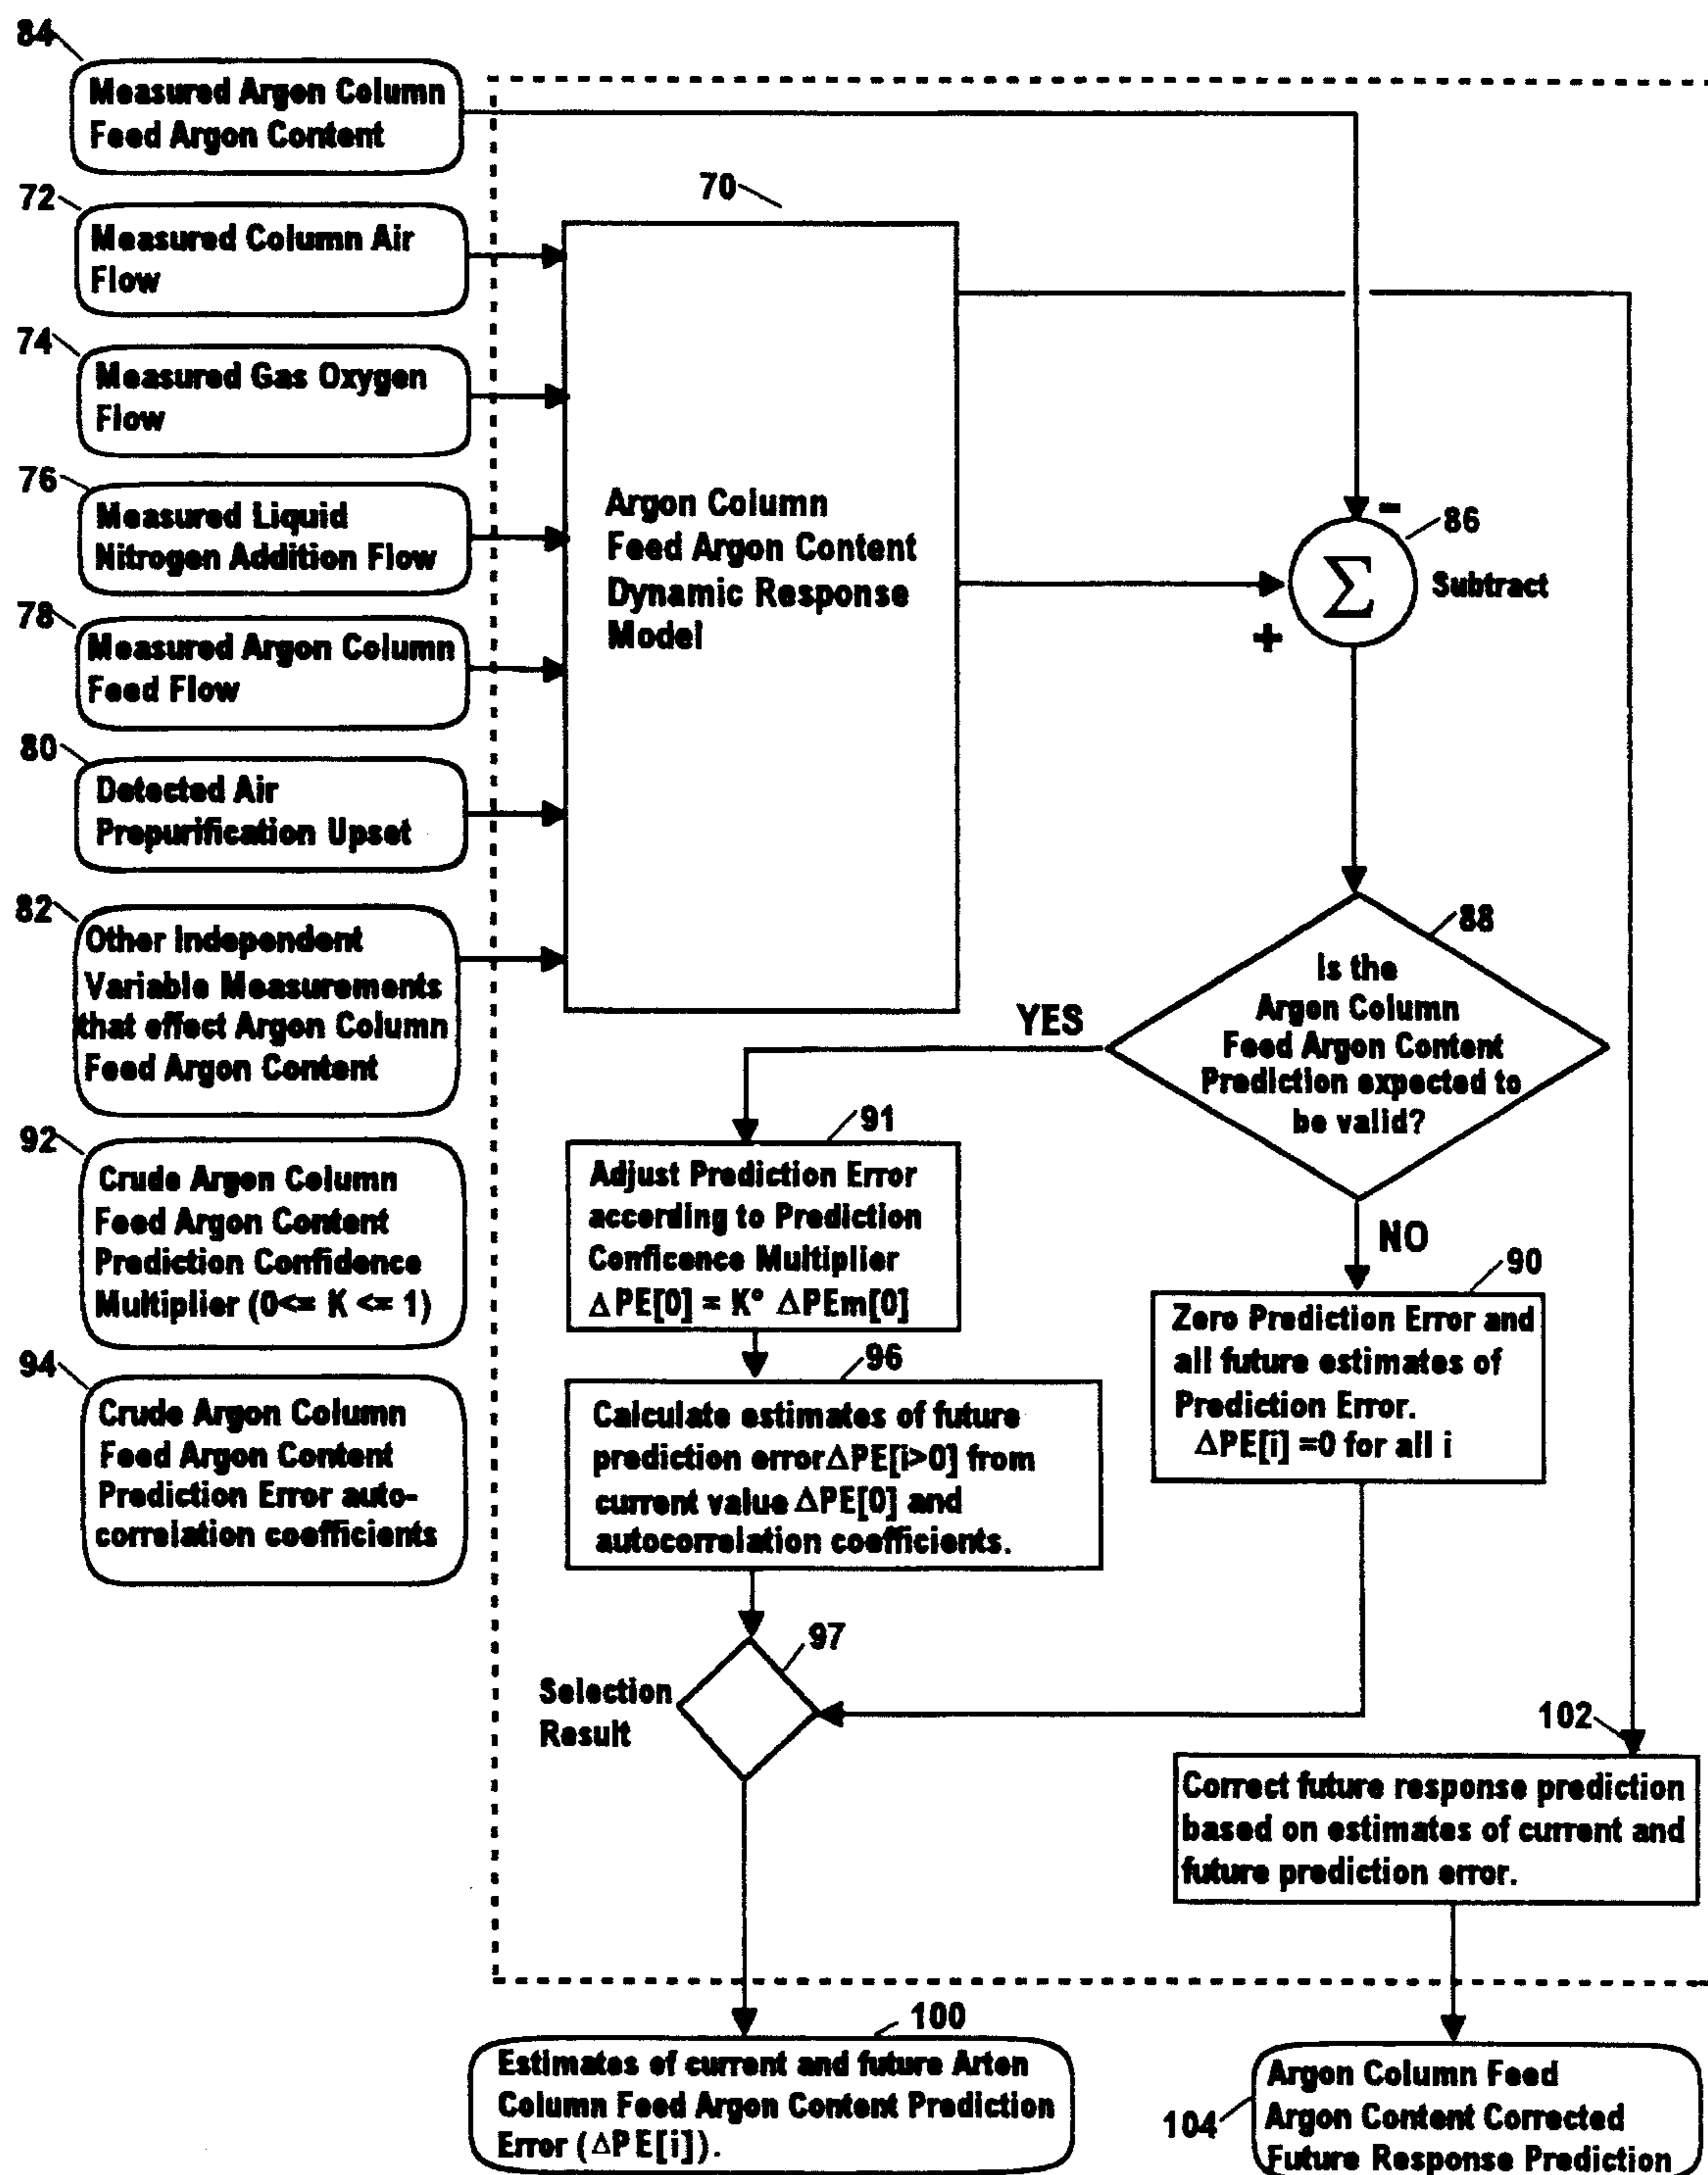 84
Measured Argon Column
Feed Argon Content
72
Measured Column Air
Flow
74
Measured Gas Oxygen
Flow
76
Measured Liquid
Nitrogen Addition Flow
78
Measured Argon Column
Feed Flow
80
Detected Air
Prepurification Upset
82
Other Independent
Variable Measurements
that effect Argon Column
Feed Argon Content
92
Crude Argon Column
Feed Argon Content
Prediction Confidence
Multiplier (0<= K <= 1)
94
Crude Argon Column
Feed Argon Content
Prediction Error auto-
correlation coefficients
70
Argon Column
Feed Argon Content
Dynamic Response
Model
-
86
Σ
Subtract
+
88
Is the
Argon Column
Feed Argon Content
Prediction expected to
be valid?
YES
NO
91
Adjust Prediction Error
according to Prediction
Conficence Multiplier
ΔPE[0] = K° ΔPEm[0]
90
Zero Prediction Error and
all future estimates of
Prediction Error.
ΔPE[i] =0 for all i
96
Calculate estimates of future
prediction errorΔPE[i>0] from
current value ΔPE[0] and
autocorrelation coefficients.
97
Selection
Result
102
Correct future response prediction
based on estimates of current and
future prediction error.
100
Estimates of current and future Arten
Column Feed Argon Content Prediction
Error (ΔPE[i]).
104
Argon Column Feed
Argon Content Corrected
Future Response Prediction